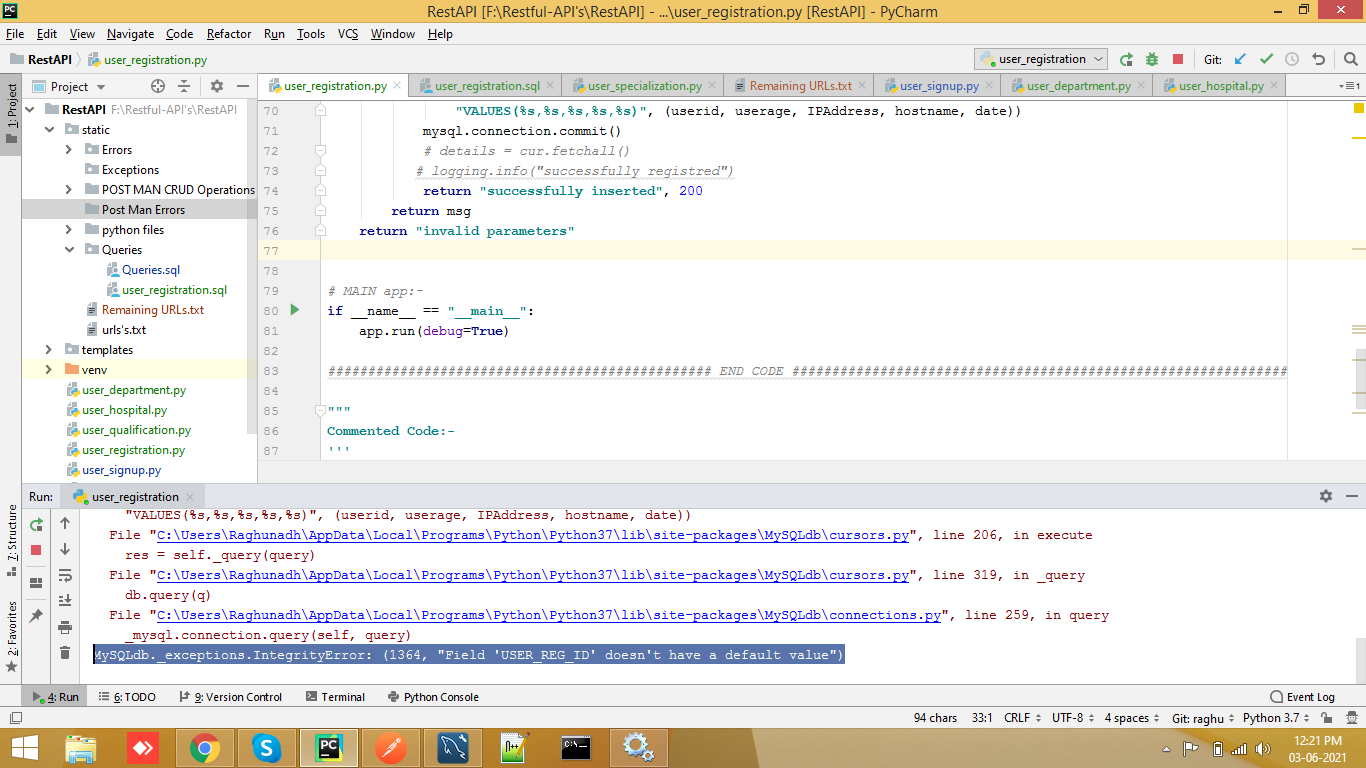 RestAPI [F:\Restful-API's\RestAPI] - ...\user_registration.py [RestAPI] - PyCharm
File Edit View Navigate Code Refactor Run Tools VCS Window Help
RestAPI user_registration.py
user_registration Git:
1: Project
Project
user_registration.py user_registration.sql user_specialization.py Remaining URLs.txt user_signup.py user_department.py user_hospital.py
RestAPI F:\Restful-API's\RestAPI
static
Errors
Exceptions
POST MAN CRUD Operations
Post Man Errors
python files
Queries
Queries.sql
user_registration.sql
Remaining URLs.txt
urls's.txt
templates
venv
user_department.py
user_hospital.py
user_qualification.py
user_registration.py
user_signup.py
70 "VALUES(%s,%s,%s,%s,%s)", (userid, userage, IPAddress, hostname, date))
71 mysql.connection.commit()
72 # details = cur.fetchall()
73 # logging.info("successfully registred")
74 return "successfully inserted", 200
75 return msg
76 return "invalid parameters"
77
78
79 # MAIN app:-
80 if __name__ == "__main__":
81 app.run(debug=True)
82
83 ################################################ END CODE ##############################################################
84
85 """
86 Commented Code:-
87 '''
Run: user_registration
7: Structure
2: Favorites
"VALUES(%s,%s,%s,%s,%s)", (userid, userage, IPAddress, hostname, date))
File "C:\Users\Raghunadh\AppData\Local\Programs\Python\Python37\lib\site-packages\MySQLdb\cursors.py", line 206, in execute
res = self._query(query)
File "C:\Users\Raghunadh\AppData\Local\Programs\Python\Python37\lib\site-packages\MySQLdb\cursors.py", line 319, in _query
db.query(q)
File "C:\Users\Raghunadh\AppData\Local\Programs\Python\Python37\lib\site-packages\MySQLdb\connections.py", line 259, in query
_mysql.connection.query(self, query)
MySQLdb._exceptions.IntegrityError: (1364, "Field 'USER_REG_ID' doesn't have a default value")
4: Run 6: TODO 9: Version Control Terminal Python Console Event Log
94 chars 33:1 CRLF UTF-8 4 spaces Git: raghu Python 3.7
12:21 PM
03-06-2021